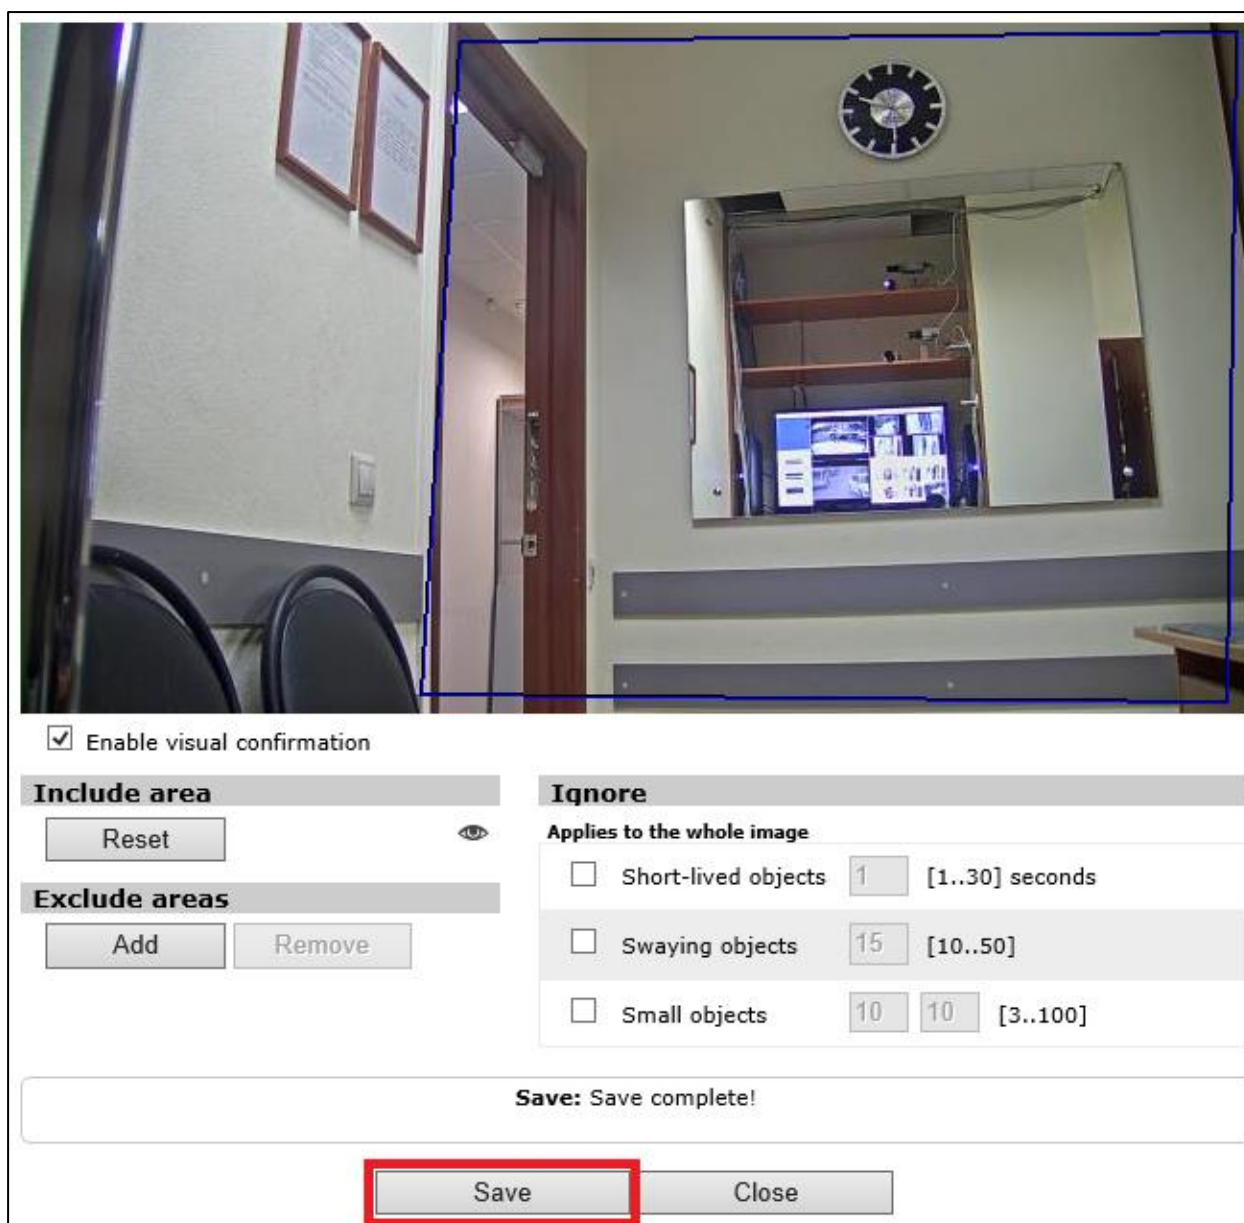 Enable visual confirmation
Include area
Reset
Exclude areas
Add Remove
Ignore
Applies to the whole image
Short-lived objects 1 [1..30] seconds
Swaying objects 15 [10..50]
Small objects 10 10 [3..100]
Save: Save complete!
Save Close